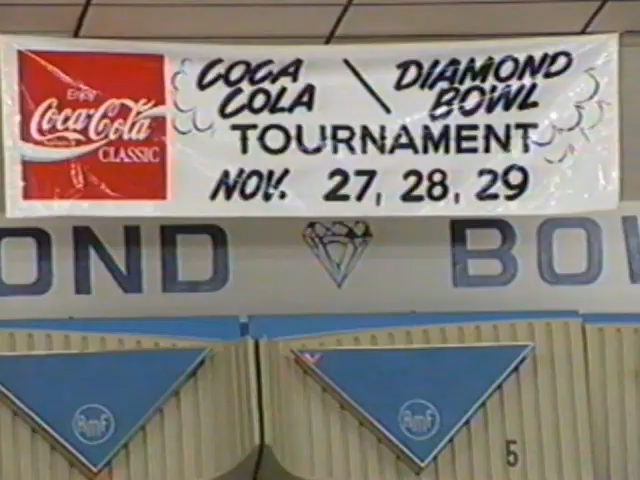 Enjoy
Coca-Cola
CLASSIC
COCA COLA \ DIAMOND BOWL
TOURNAMENT
NOV. 27, 28, 29
OND BOW
AMF AMF
5